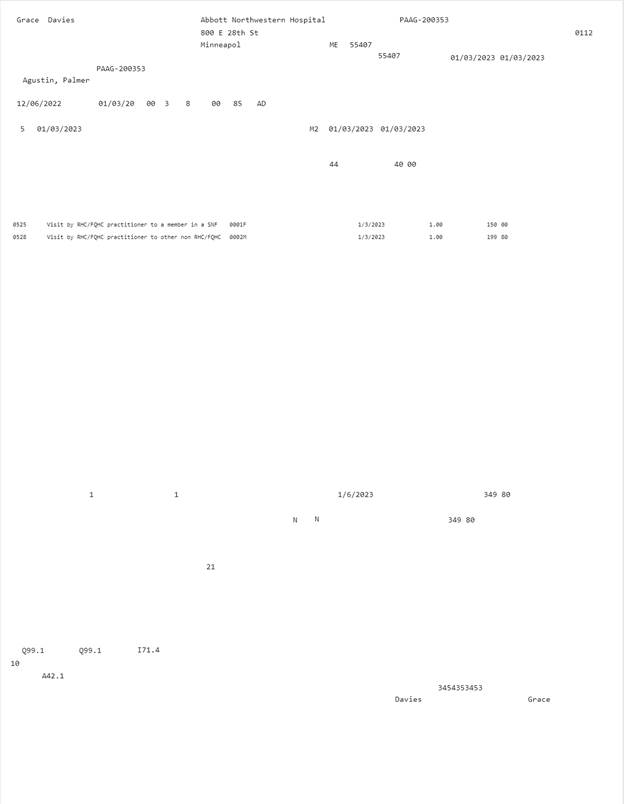 Grace Davies Abbott Northwestern Hospital PAAG-200353
800 E 28th St 0112
Minneapol ME 55407
55407 01/03/2023 01/03/2023
PAAG-200353
Agustin, Palmer
12/06/2022 01/03/20 00 3 8 00 85 AD
5 01/03/2023 M2 01/03/2023 01/03/2023
44 40 00
0525 Visit by RHC/FQHC practitioner to a member in a SNF 0001F 1/3/2023 1.00 150 00
0528 Visit by RHC/FQHC practitioner to other non RHC/FQHC 0002M 1/3/2023 1.00 199 80
1 1 1/6/2023 349 80
N N 349 80
21
Q99.1 Q99.1 I71.4
10
A42.1
3454353453
Davies Grace